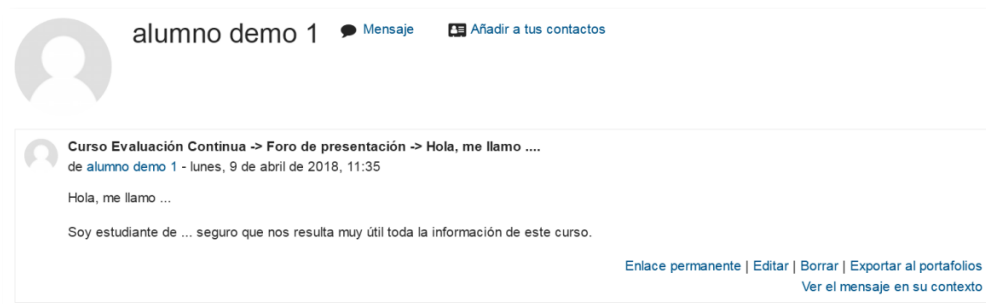 alumno demo 1 Mensaje Añadir a tus contactos
Curso Evaluación Continua -> Foro de presentación -> Hola, me llamo ....
de alumno demo 1 - lunes, 9 de abril de 2018, 11:35
Hola, me llamo ...
Soy estudiante de ... seguro que nos resulta muy útil toda la información de este curso.
Enlace permanente | Editar | Borrar | Exportar al portafolios
Ver el mensaje en su contexto